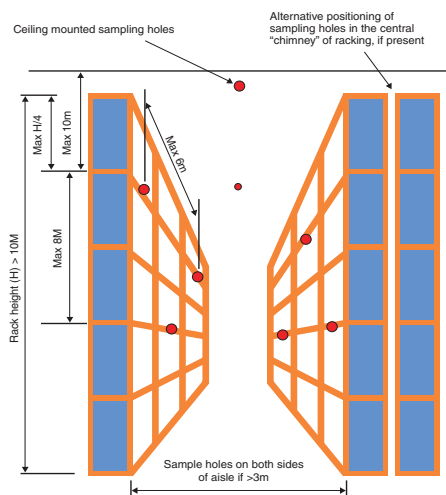 Ceiling mounted sampling holes
Alternative positioning of
sampling holes in the central
“chimney” of racking, if present
Max H/4
Max 10m
Max 6m
Max 8M
Rack height (H) > 10M
Sample holes on both sides
of aisle if >3m